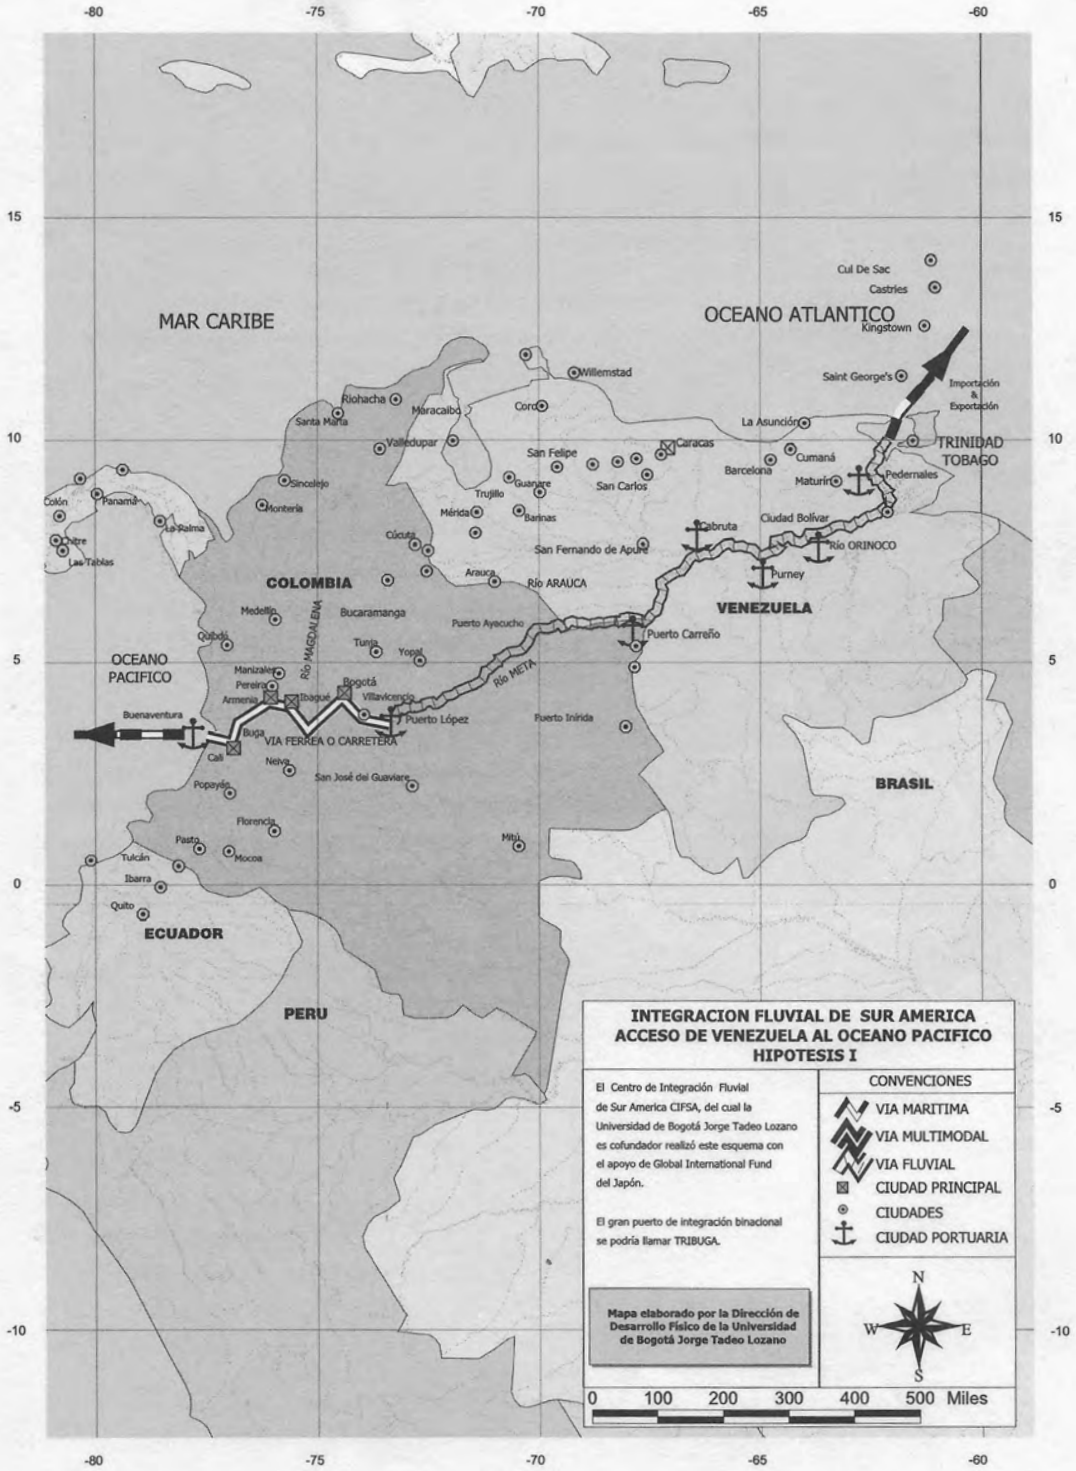 -80 -75 -70 -65 -60
15 15
Cul De Sac
Castries
MAR CARIBE
OCEANO ATLANTICO
Kingstown
Willemstad
Saint George's
Importación
&
Exportación
Riohacha
Maracaibo
Coro
Santa Marta
La Asunción
10 10
Valledupar
San Felipe
Caracas
Cumaná
TRINIDAD
TOBAGO
Barcelona
Sincelejo
Guanare
Trujillo
San Carlos
Maturín
Pedernales
Colón
Panamá
Montería
Mérida
Barinas
Ciudad Bolívar
La Palma
Cabruta
Chitre
Cúcuta
San Fernando de Apure
Río ORINOCO
Las Tablas
Arauca
Río ARAUCA
Purney
COLOMBIA
Medellín
Río MAGDALENA
Bucaramanga
Puerto Ayacucho
VENEZUELA
Quibdó
Tunja
Yopal
Puerto Carreño
OCEANO
PACIFICO
5 5
Manizales
Río META
Pereira
Bogotá
Armenia
Ibagué
Villavicencio
Buenaventura
Puerto López
Puerto Inírida
Buga
VIA FERREA O CARRETERA
Cali
Neiva
San José del Guaviare
BRASIL
Popayán
Florencia
Pasto
Mitú
Tulcán
Mocoa
Ibarra
0 0
Quito
ECUADOR
PERU
INTEGRACION FLUVIAL DE SUR AMERICA
ACCESO DE VENEZUELA AL OCEANO PACIFICO
HIPOTESIS I
El Centro de Integración Fluvial
de Sur America CIFSA, del cual la
Universidad de Bogotá Jorge Tadeo Lozano
es cofundador realizó este esquema con
el apoyo de Global International Fund
del Japón.
El gran puerto de integración binacional
se podría llamar TRIBUGA.
Mapa elaborado por la Dirección de
Desarrollo Físico de la Universidad
de Bogotá Jorge Tadeo Lozano
CONVENCIONES
VIA MARITIMA
VIA MULTIMODAL
VIA FLUVIAL
CIUDAD PRINCIPAL
CIUDADES
CIUDAD PORTUARIA
-5 -5
N
W E
S
-10 -10
0 100 200 300 400 500 Miles
-80 -75 -70 -65 -60